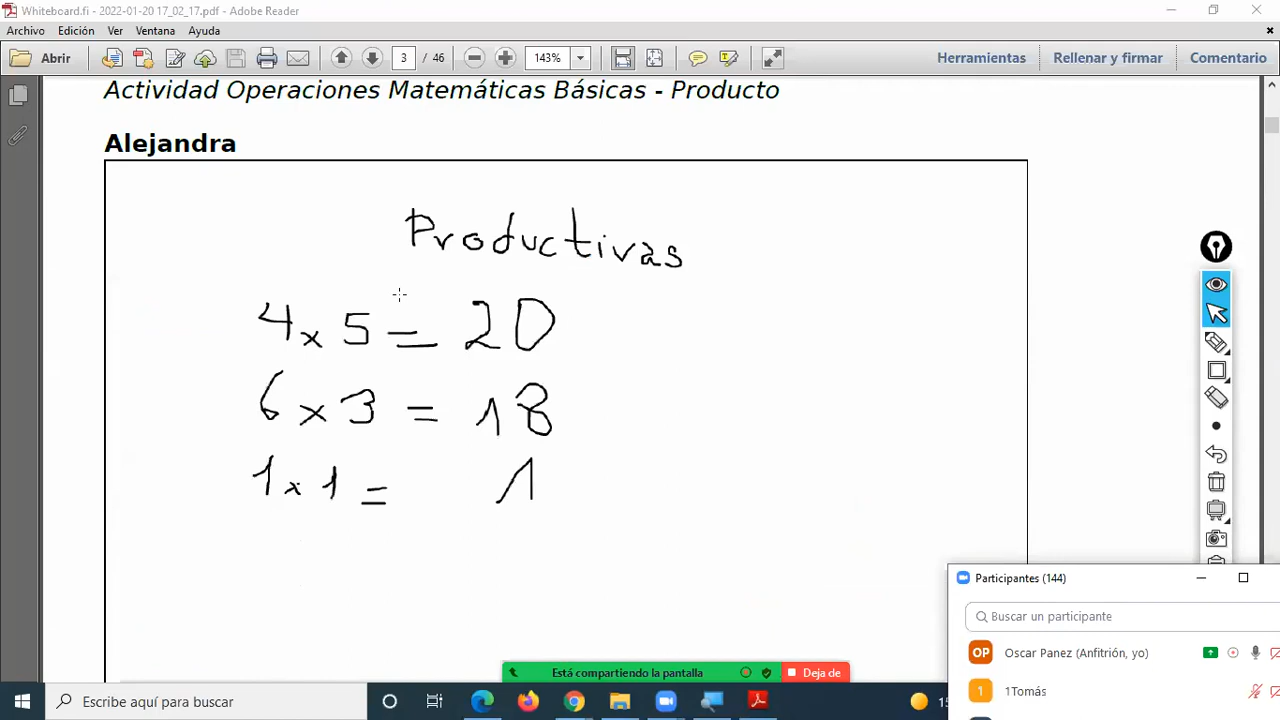 Whiteboard.fi - 2022-01-20 17_02_17.pdf - Adobe Reader
Archivo Edición Ver Ventana Ayuda
Abrir 3 / 46 143% Herramientas Rellenar y firmar Comentario
Actividad Operaciones Matemáticas Básicas - Producto
Alejandra
Productivas
4 x 5 = 20
6 x 3 = 18
1 x 1 = 1
Participantes (144)
Buscar un participante
OP Oscar Panez (Anfitrión, yo)
1 1Tomás
Está compartiendo la pantalla Deja de
Escribe aquí para buscar